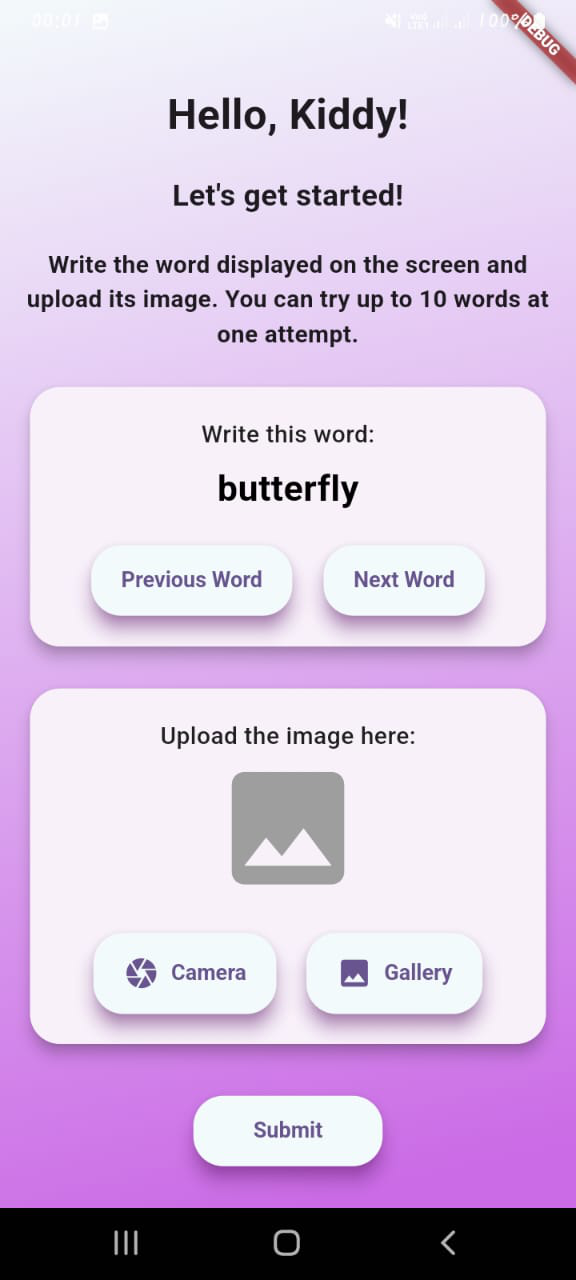 00:01
100%
DEBUG
Hello, Kiddy!
Let's get started!
Write the word displayed on the screen and
upload its image. You can try up to 10 words at
one attempt.
Write this word:
butterfly
Previous Word Next Word
Upload the image here:
Camera Gallery
Submit